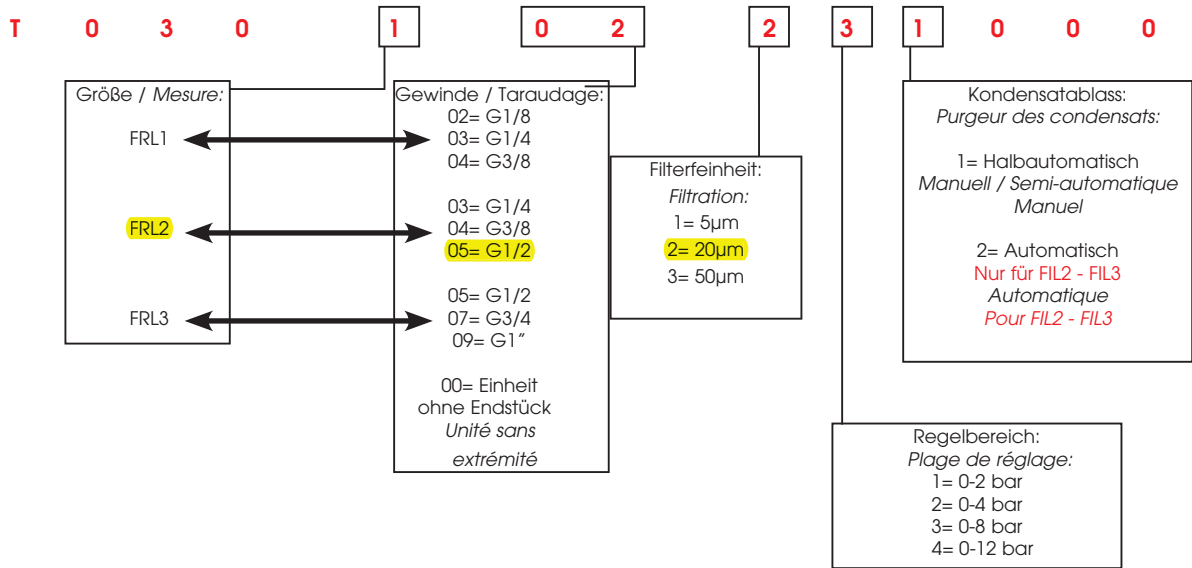 T 0 3 0 1 0 2 2 3 1 0 0 0
Größe / Mesure:
FRL1
FRL2
FRL3
Gewinde / Taraudage:
02= G1/8
03= G1/4
04= G3/8
03= G1/4
04= G3/8
05= G1/2
05= G1/2
07= G3/4
09= G1”
00= Einheit
ohne Endstück
Unité sans
extrémité
Filterfeinheit:
Filtration:
1= 5µm
2= 20µm
3= 50µm
Kondensatablass:
Purgeur des condensats:
1= Halbautomatisch
Manuell / Semi-automatique
Manuel
2= Automatisch
Nur für FIL2 - FIL3
Automatique
Pour FIL2 - FIL3
Regelbereich:
Plage de réglage:
1= 0-2 bar
2= 0-4 bar
3= 0-8 bar
4= 0-12 bar